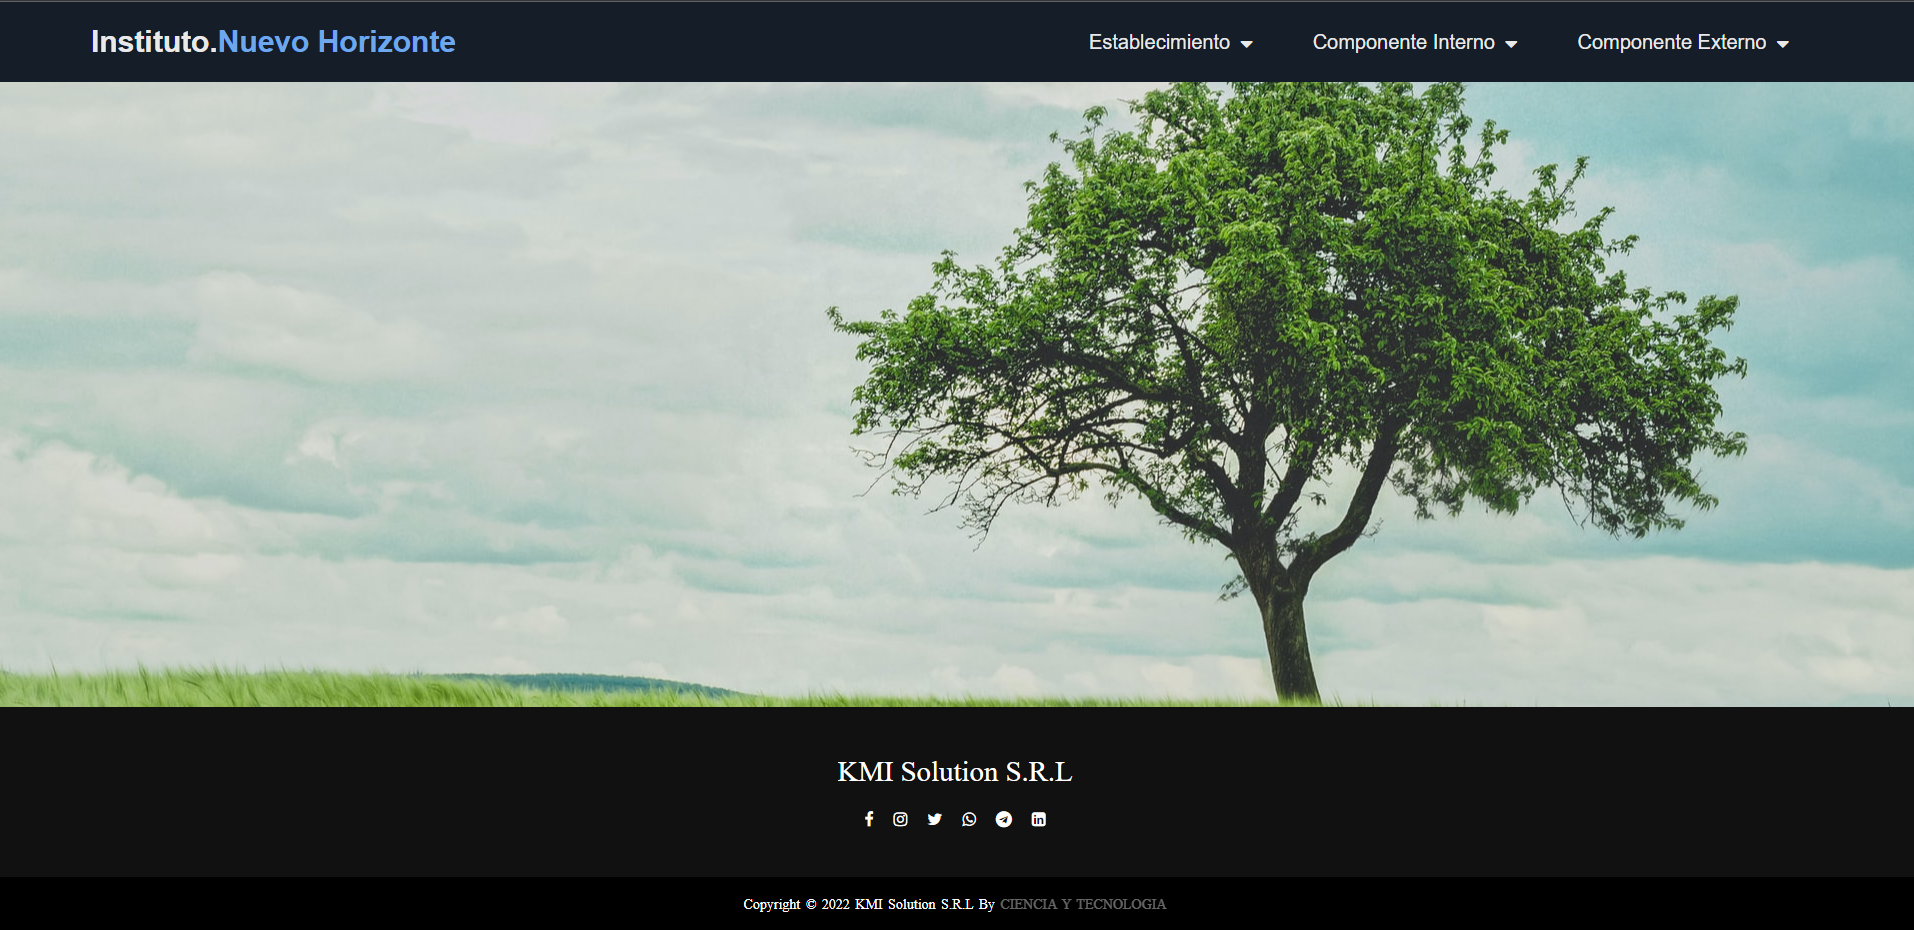 Instituto.Nuevo Horizonte
Establecimiento
Componente Interno
Componente Externo
KMI Solution S.R.L
Copyright © 2022 KMI Solution S.R.L By CIENCIA Y TECNOLOGIA